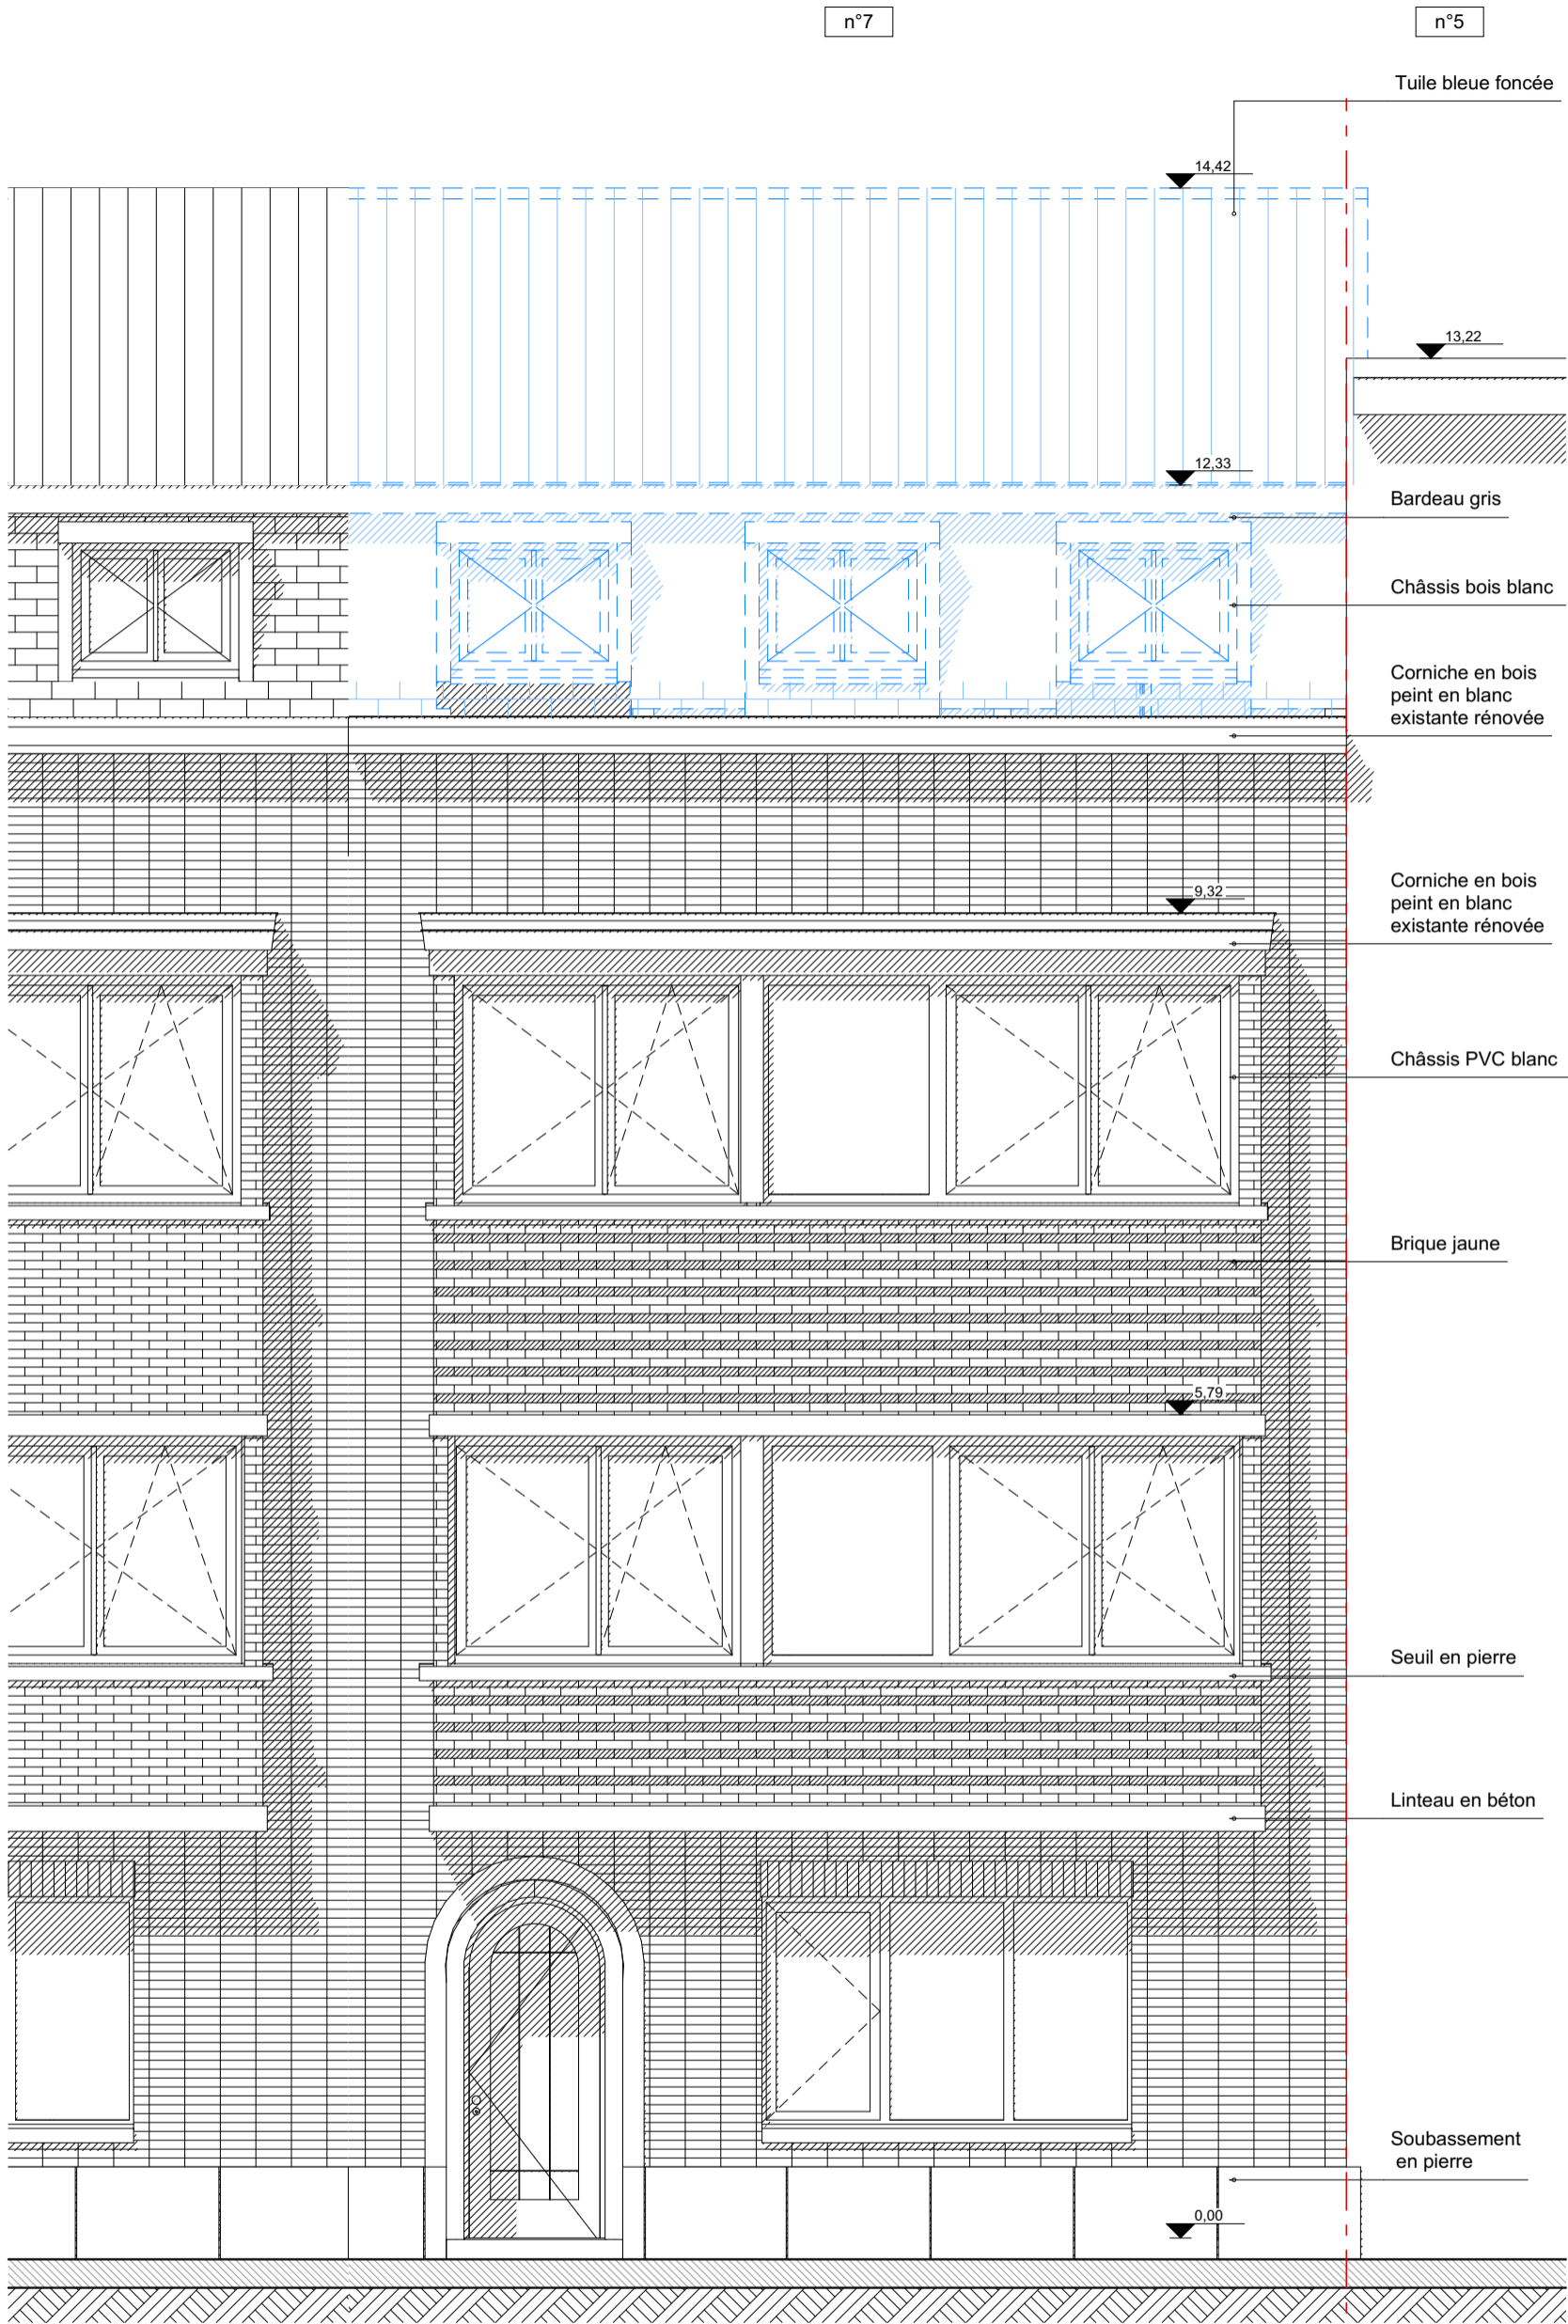 n°7
n°5
Tuile bleue foncée
14,42
13,22
12,33
Bardeau gris
Châssis bois blanc
Corniche en bois
peint en blanc
existante rénovée
Corniche en bois
peint en blanc
existante rénovée
9,32
Châssis PVC blanc
Brique jaune
5,79
Seuil en pierre
Linteau en béton
Soubassement
en pierre
0,00